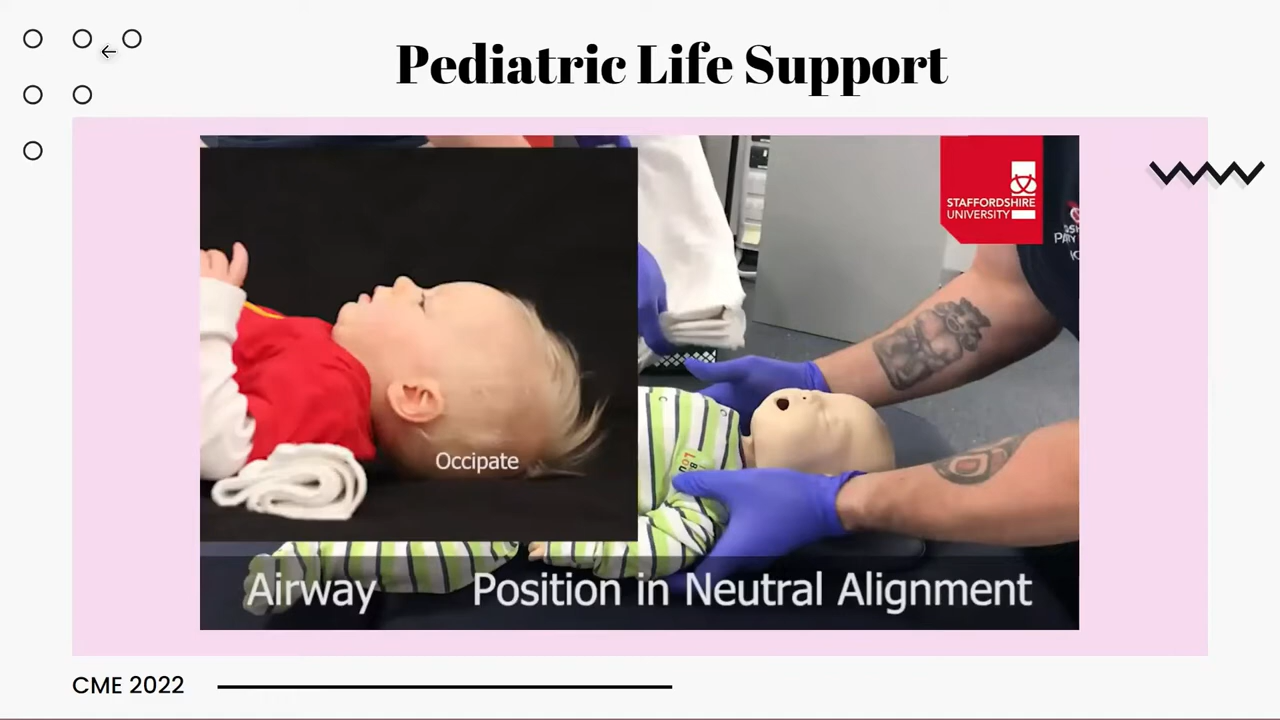 Pediatric Life Support
STAFFORDSHIRE
UNIVERSITY
Occipate
Airway Position in Neutral Alignment
CME 2022